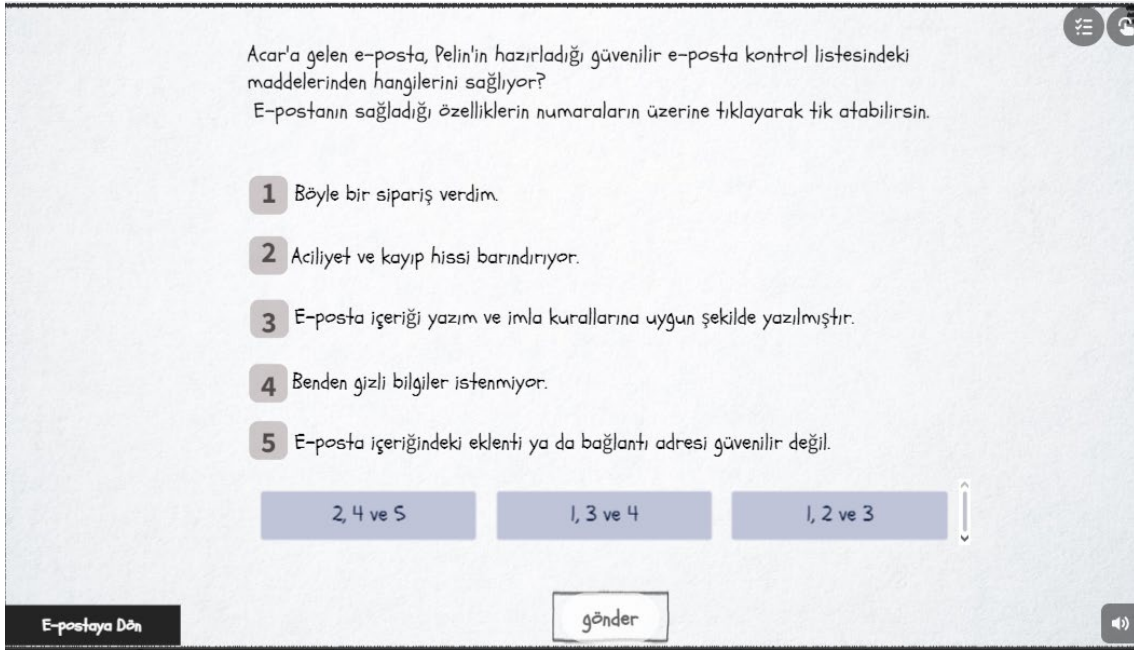 Acar'a gelen e-posta, Pelin'in hazırladığı güvenilir e-posta kontrol listesindeki
maddelerinden hangilerini sağlıyor?
E-postanın sağladığı özelliklerin numaraların üzerine tıklayarak tik atabilirsin.
1 Böyle bir sipariş verdim.
2 Aciliyet ve kayıp hissi barındırıyor.
3 E-posta içeriği yazım ve imla kurallarına uygun şekilde yazılmıştır.
4 Benden gizli bilgiler istenmiyor.
5 E-posta içeriğindeki eklenti ya da bağlantı adresi güvenilir değil.
2, 4 ve 5
1, 3 ve 4
1, 2 ve 3
gönder
E-postaya Dön